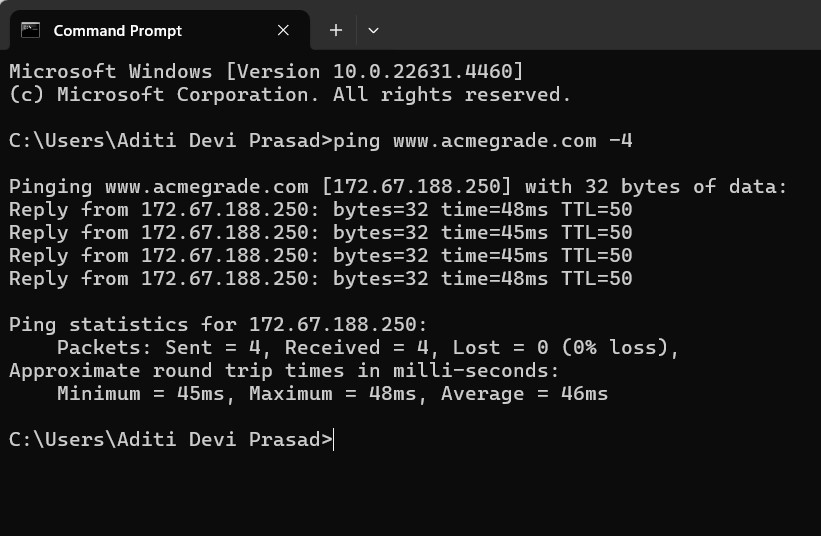 Command Prompt
Microsoft Windows [Version 10.0.22631.4460]
(c) Microsoft Corporation. All rights reserved.
C:\Users\Aditi Devi Prasad>ping www.acmegrade.com -4
Pinging www.acmegrade.com [172.67.188.250] with 32 bytes of data:
Reply from 172.67.188.250: bytes=32 time=48ms TTL=50
Reply from 172.67.188.250: bytes=32 time=45ms TTL=50
Reply from 172.67.188.250: bytes=32 time=45ms TTL=50
Reply from 172.67.188.250: bytes=32 time=48ms TTL=50
Ping statistics for 172.67.188.250:
    Packets: Sent = 4, Received = 4, Lost = 0 (0% loss),
Approximate round trip times in milli-seconds:
    Minimum = 45ms, Maximum = 48ms, Average = 46ms
C:\Users\Aditi Devi Prasad>